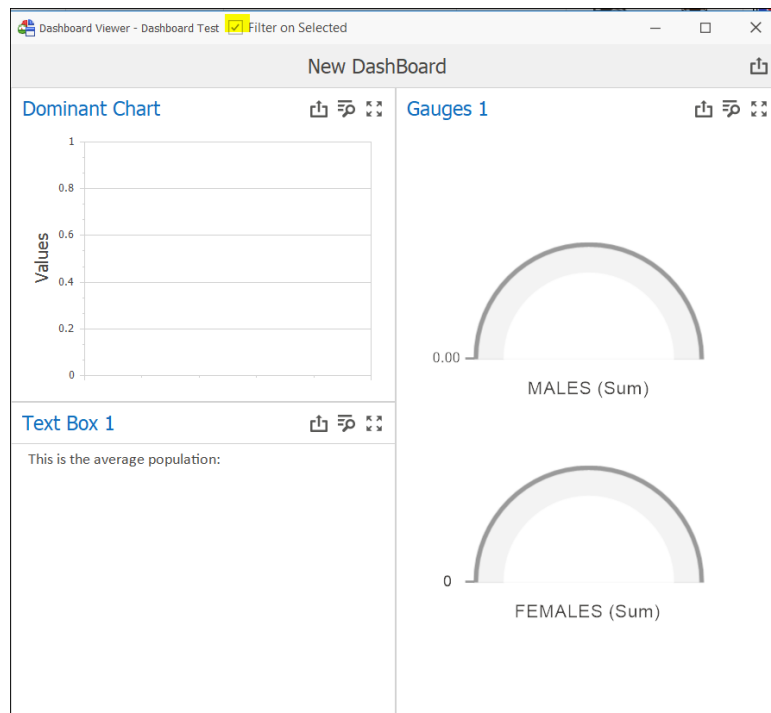 Dashboard Viewer - Dashboard Test Filter on Selected
New DashBoard
Dominant Chart
1
0.8
0.6
0.4
0.2
0
Values
Gauges 1
0.00
MALES (Sum)
0
FEMALES (Sum)
Text Box 1
This is the average population: